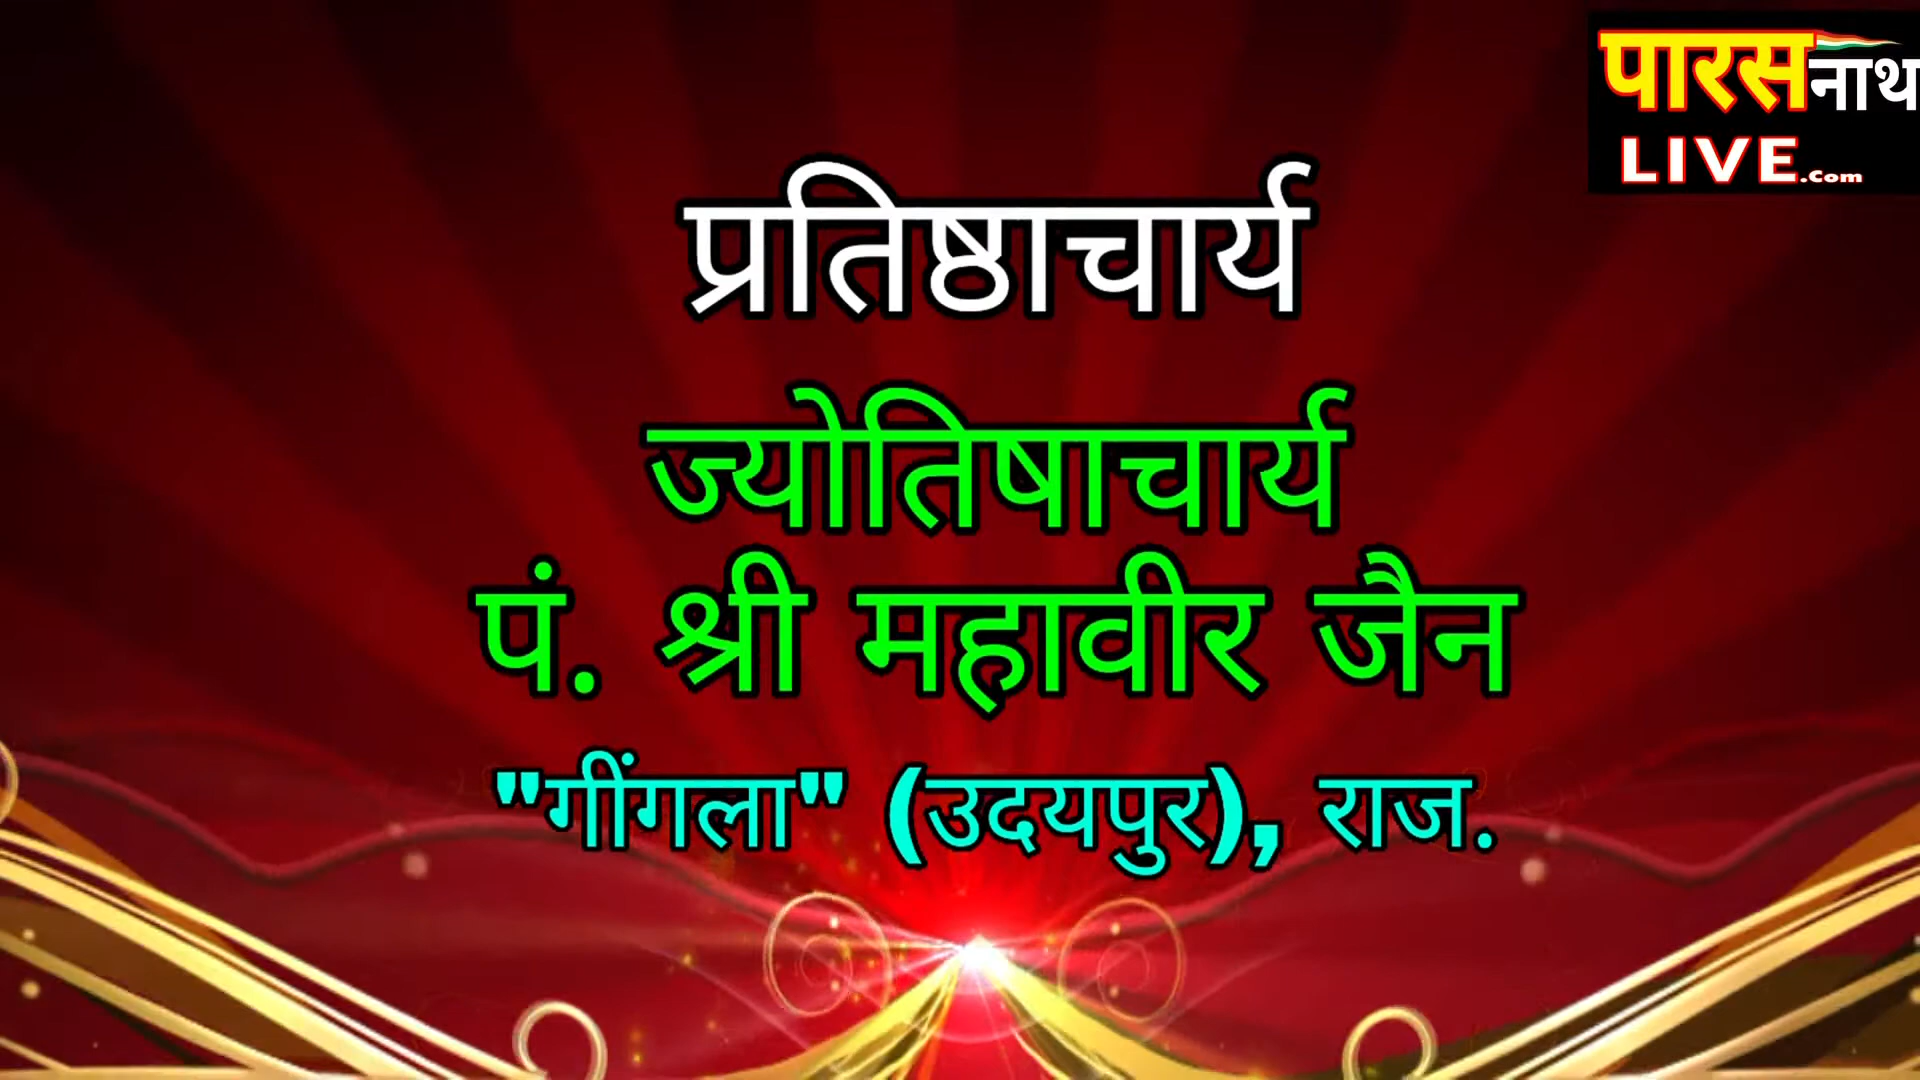 पारसनाथ
LIVE.com
प्रतिष्ठाचार्य
ज्योतिषाचार्य
पं. श्री महावीर जैन
"गींगला" (उदयपुर), राज.